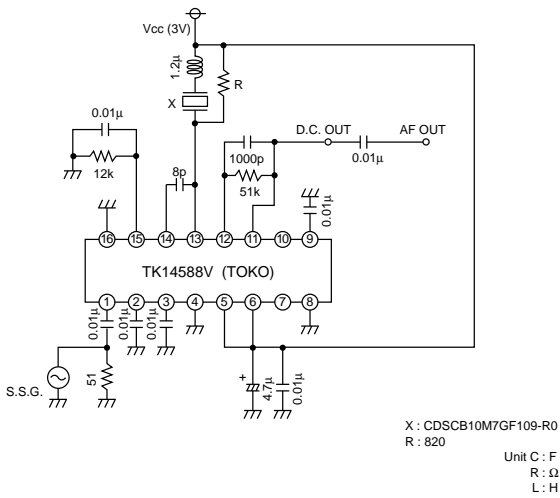 Vcc (3V)
1.2μ
R
X
0.01μ
12k
8p
1000p
51k
D.C. OUT
0.01μ
AF OUT
0.01μ
16 15 14 13 12 11 10 9
TK14588V (TOKO)
1 2 3 4 5 6 7 8
0.01μ
0.01μ
0.01μ
S.S.G.
51
+
4.7μ
0.01μ
X : CDSCB10M7GF109-R0
R : 820
Unit C : F
R : Ω
L : H